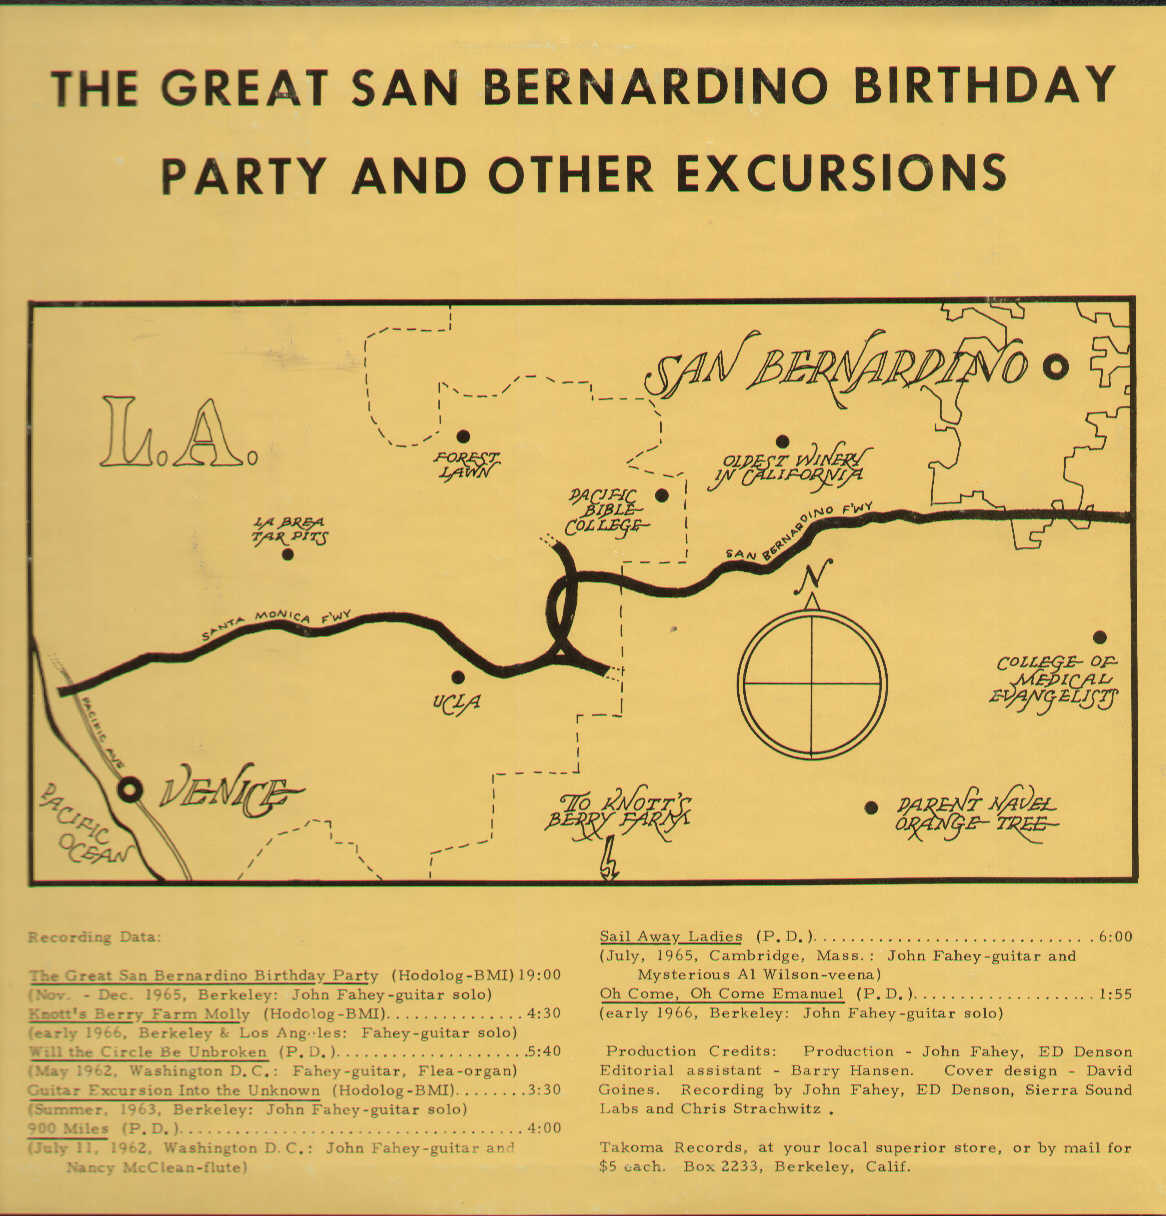 THE GREAT SAN BERNARDINO BIRTHDAY
PARTY AND OTHER EXCURSIONS
SAN BERNARDINO
L.A.
FOREST
LAWN
OLDEST WINERY
IN CALIFORNIA
PACIFIC
BIBLE
COLLEGE
LA BREA
TAR PITS
SAN BERNARDINO F'WY
SANTA MONICA F'WY
N
COLLEGE OF
MEDICAL
EVANGELISTS
UCLA
PACIFIC AVE
VENICE
PACIFIC
OCEAN
TO KNOTT'S
BERRY FARM
PARENT NAVEL
ORANGE TREE
Recording Data:
The Great San Bernardino Birthday Party (Hodolog-BMI) 19:00
(Nov. - Dec. 1965, Berkeley: John Fahey-guitar solo)
Knott's Berry Farm Molly (Hodolog-BMI)...............4:30
(early 1966, Berkeley & Los Ang··les: Fahey-guitar solo)
Will the Circle Be Unbroken (P.D.).....................5:40
(May 1962, Washington D.C.: Fahey-guitar, Flea-organ)
Guitar Excursion Into the Unknown (Hodolog-BMI)........3:30
(Summer, 1963, Berkeley: John Fahey-guitar solo)
900 Miles (P.D.).....................................4:00
(July 11, 1962, Washington D.C.: John Fahey-guitar and
Nancy McClean-flute)
Sail Away Ladies (P.D.)..............................6:00
(July, 1965, Cambridge, Mass.: John Fahey-guitar and
Mysterious Al Wilson-veena)
Oh Come, Oh Come Emanuel (P.D.)....................1:55
(early 1966, Berkeley: John Fahey-guitar solo)
Production Credits: Production - John Fahey, ED Denson
Editorial assistant - Barry Hansen. Cover design - David
Goines. Recording by John Fahey, ED Denson, Sierra Sound
Labs and Chris Strachwitz .
Takoma Records, at your local superior store, or by mail for
$5 each. Box 2233, Berkeley, Calif.